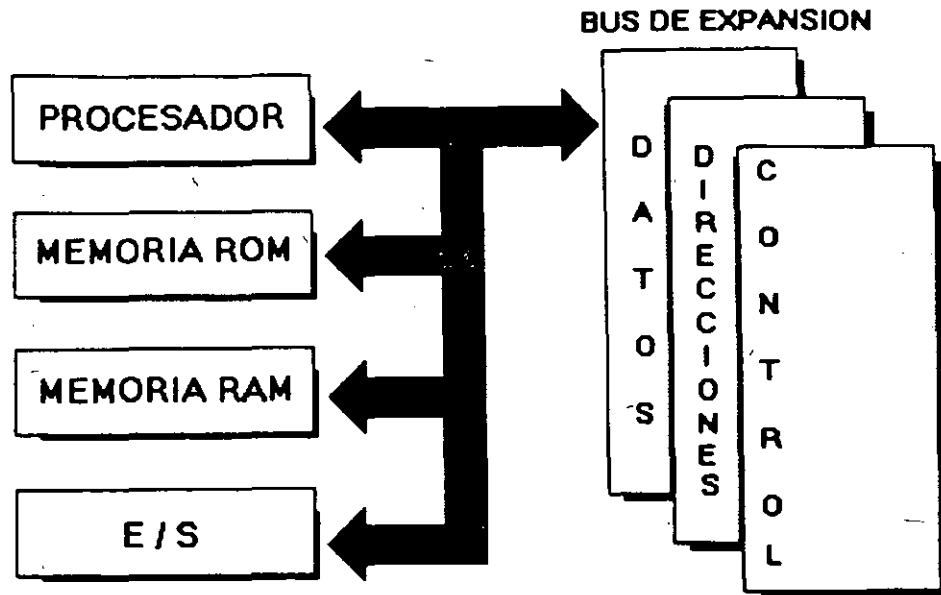 BUS DE EXPANSION
PROCESADOR
MEMORIA ROM
MEMORIA RAM
E / S
DATOS
DIRECCIONES
CONTROL